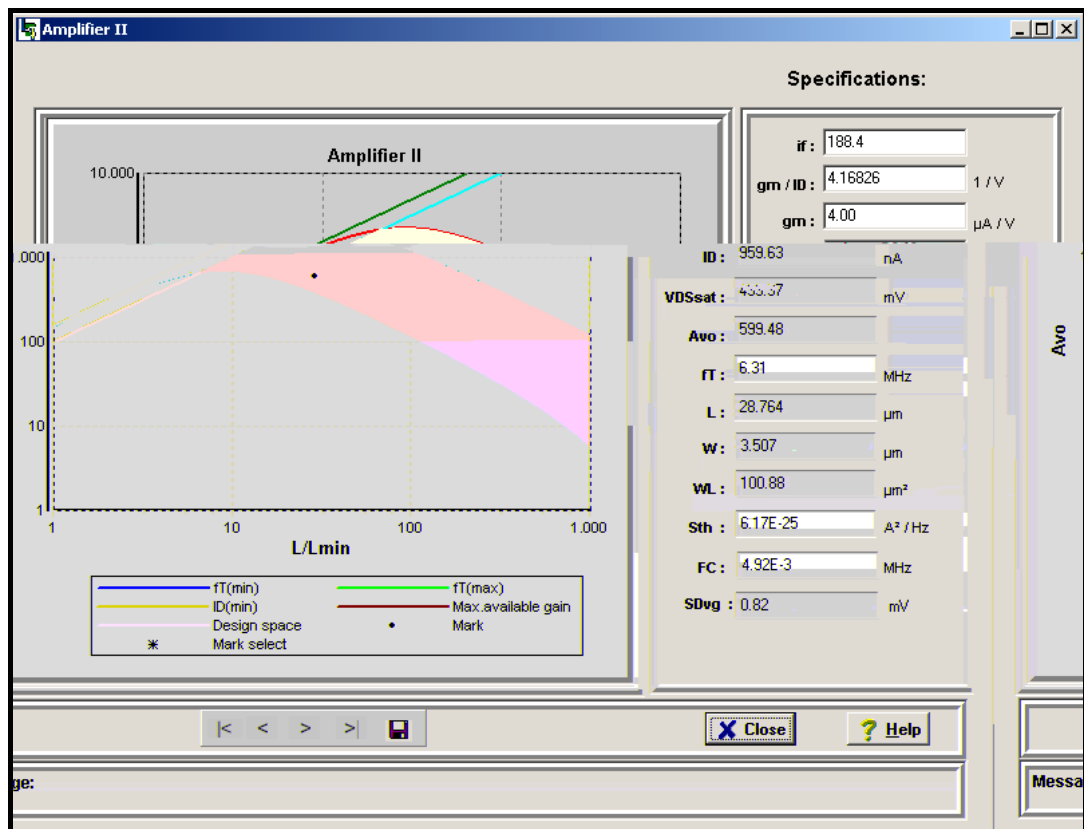 Amplifier II
Specifications:
Amplifier II
if : 188.4
gm / ID : 4.16826 1 / V
gm : 4.00 µA / V
ID : 959.63 nA
VDSsat : mV
Avo : 599.48
fT : 6.31 MHz
L : 28.764 µm
W : 3.507 µm
WL : 100.88 µm²
Sth : 6.17E-25 A² / Hz
FC : 4.92E-3 MHz
SDvg : 0.82 mV
10.000
.000
100
10
1
1 10 100 1.000
L/Lmin
Avo
fT(min) fT(max)
ID(min) Max.available gain
Design space Mark
Mark select
|< < > >|
Close Help
ge:
Messa